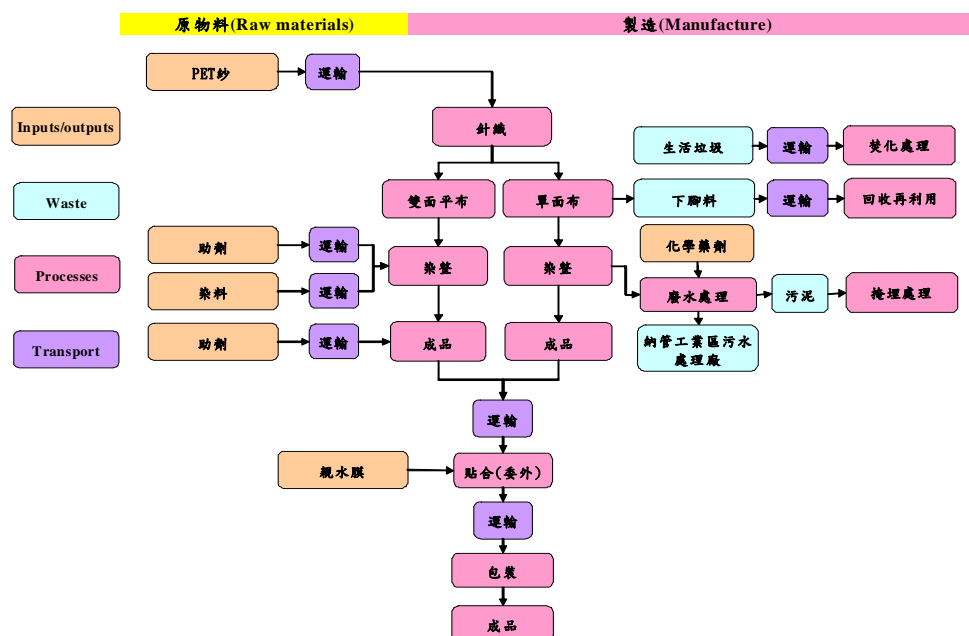 原物料(Raw materials)
製造(Manufacture)
PET紗
運輸
Inputs/outputs
針織
生活垃圾
運輸
焚化處理
Waste
雙面平布
單面布
下腳料
運輸
回收再利用
助劑
運輸
化學藥劑
Processes
染整
染整
染料
運輸
廢水處理
污泥
掩埋處理
Transport
助劑
運輸
成品
成品
納管工業區污水
處理廠
運輸
親水膜
貼合(委外)
運輸
包裝
成品